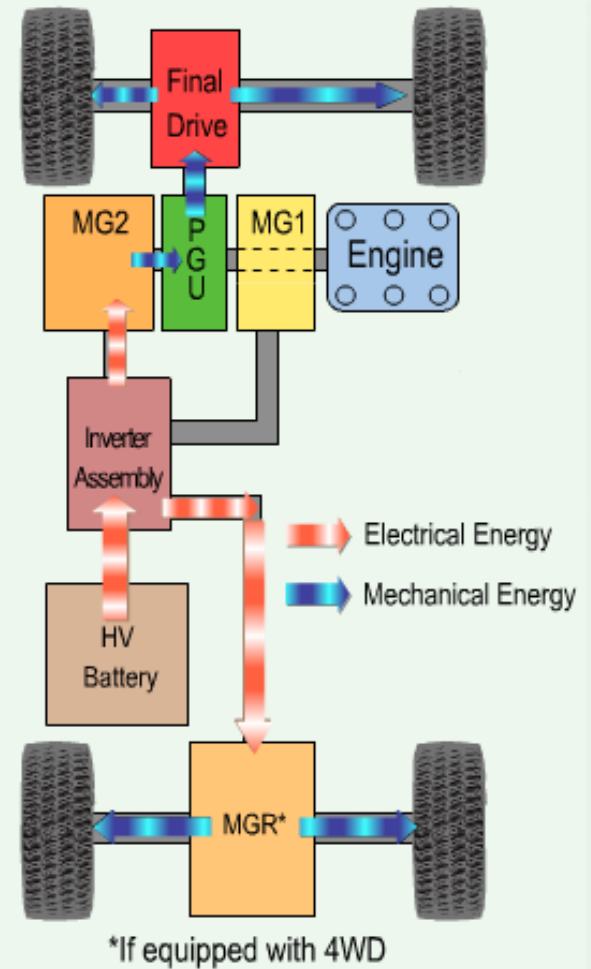 Final
Drive
MG2
P
G
U
MG1
Engine
Inverter
Assembly
Electrical Energy
Mechanical Energy
HV
Battery
MGR*
*If equipped with 4WD